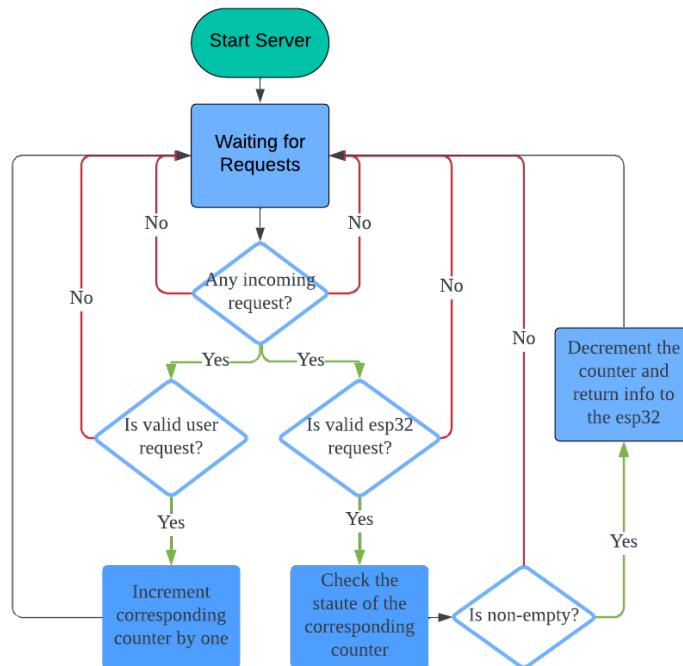 Start Server
Waiting for
Requests
No
No
Any incoming
request?
No
No
No
Yes
Yes
Decrement the
counter and
return info to
the esp32
Is valid user
request?
Is valid esp32
request?
Yes
Yes
Yes
Increment
corresponding
counter by one
Check the
staute of the
corresponding
counter
Is non-empty?